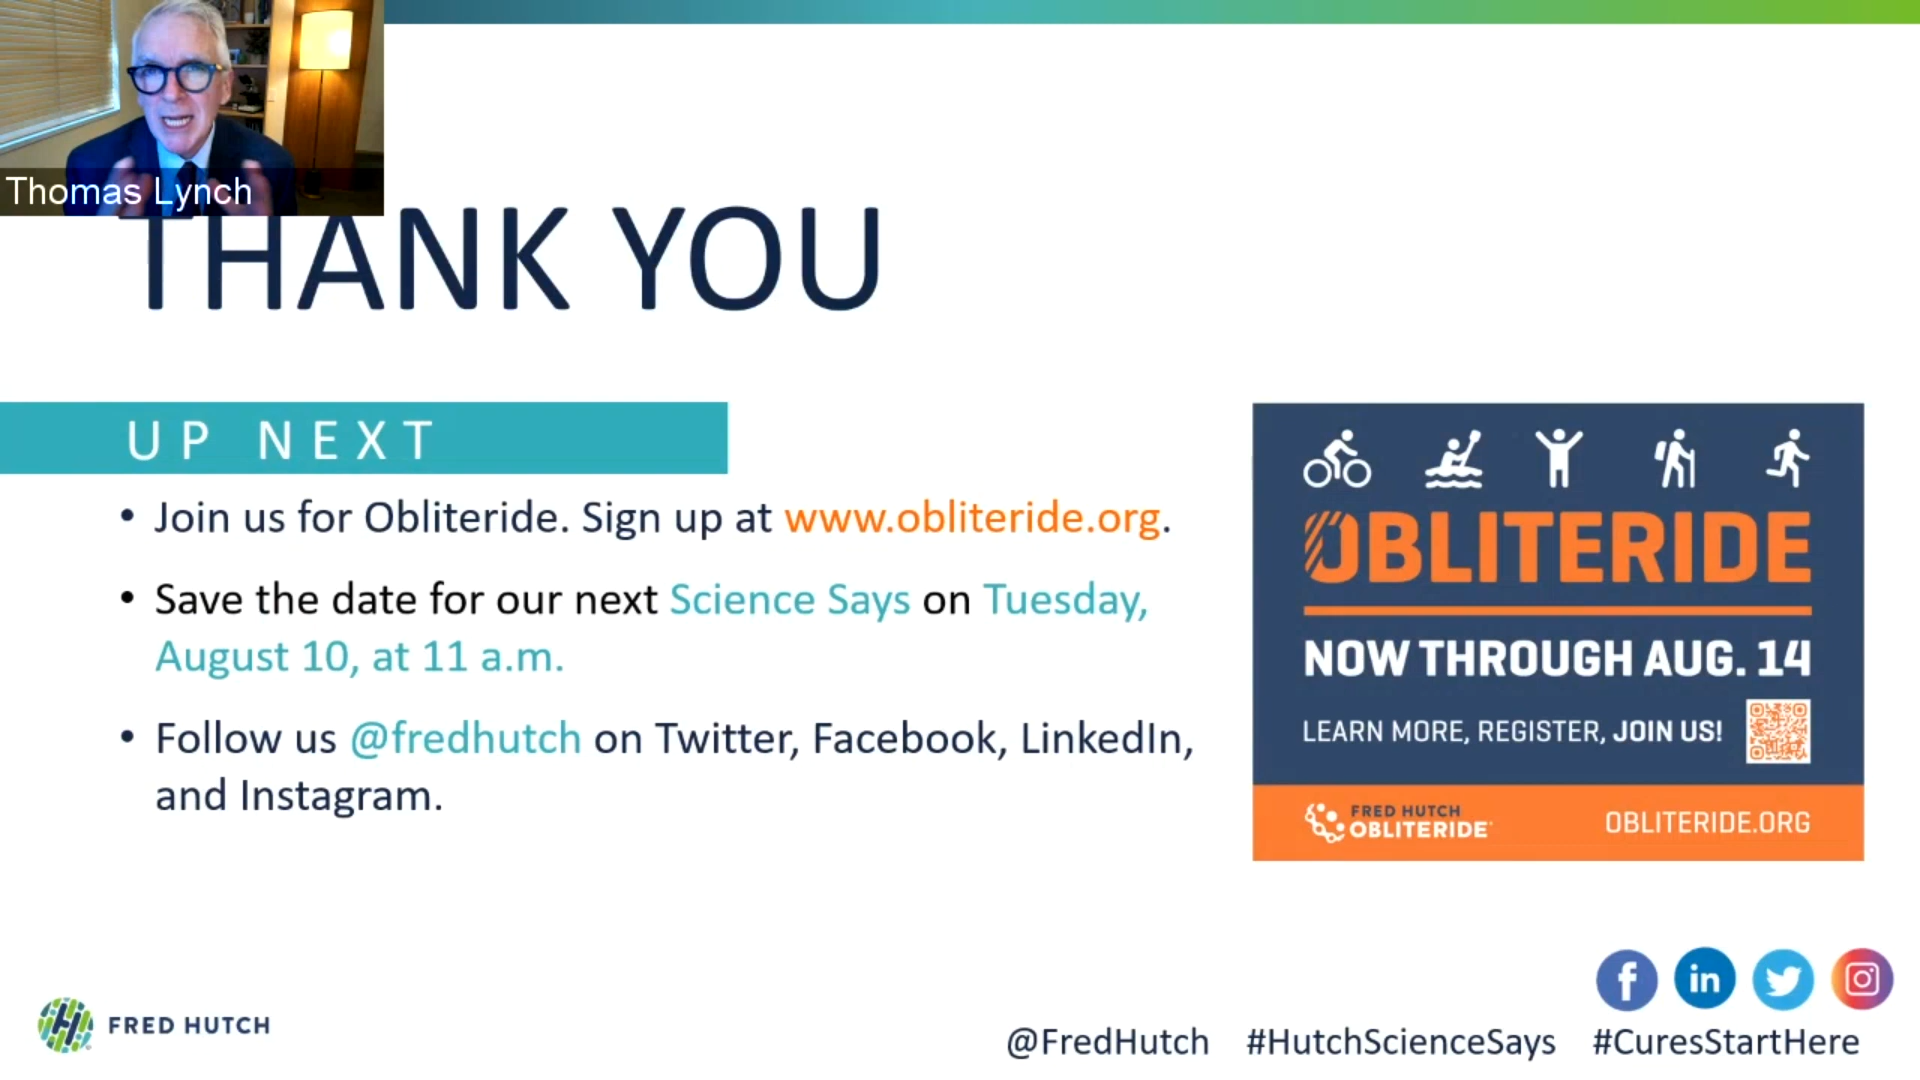 Thomas Lynch
THANK YOU
UP NEXT
• Join us for Obliteride. Sign up at www.obliteride.org.
• Save the date for our next Science Says on Tuesday,
August 10, at 11 a.m.
• Follow us @fredhutch on Twitter, Facebook, LinkedIn,
and Instagram.
OBLITERIDE
NOW THROUGH AUG. 14
LEARN MORE, REGISTER, JOIN US!
FRED HUTCH
OBLITERIDE
OBLITERIDE.ORG
f in
FRED HUTCH
@FredHutch #HutchScienceSays #CuresStartHere